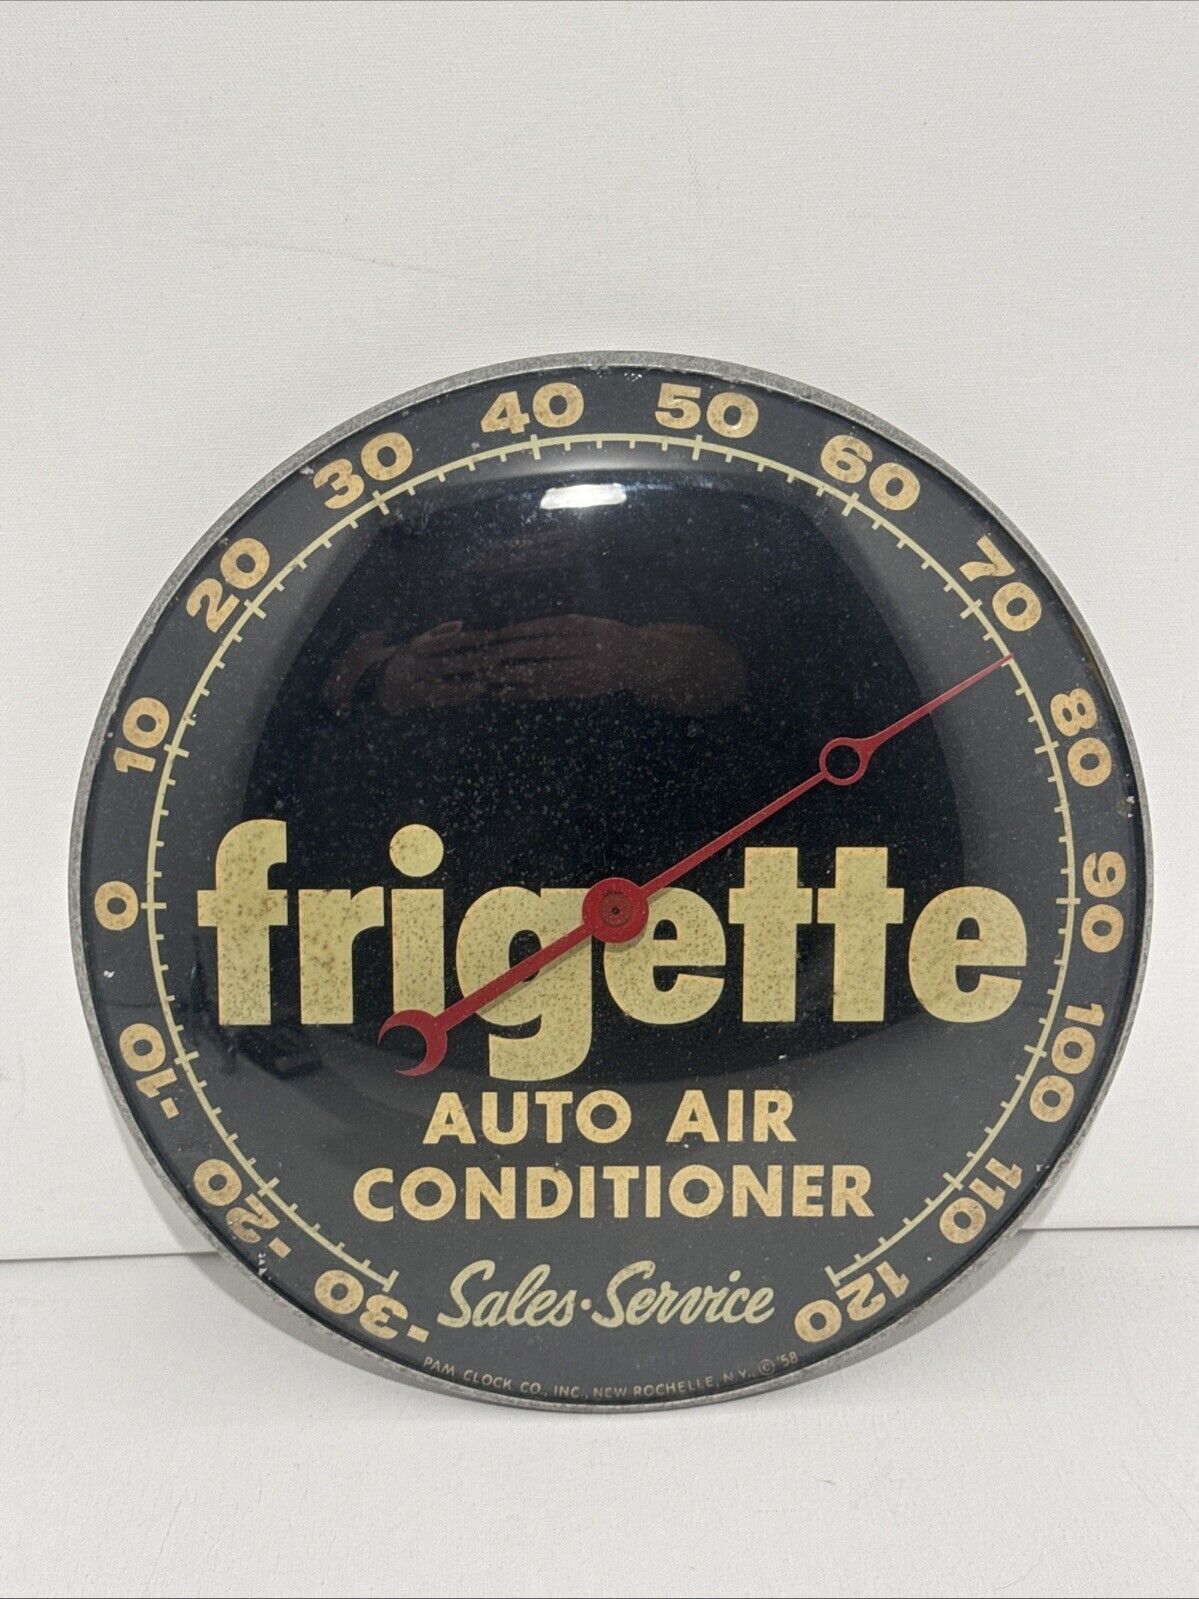 -30 -20 -10 0 10 20 30 40 50 60 70 80 90 100 110 120
frigette
AUTO AIR
CONDITIONER
Sales·Service
PAM CLOCK CO., INC., NEW ROCHELLE, N.Y., © '58